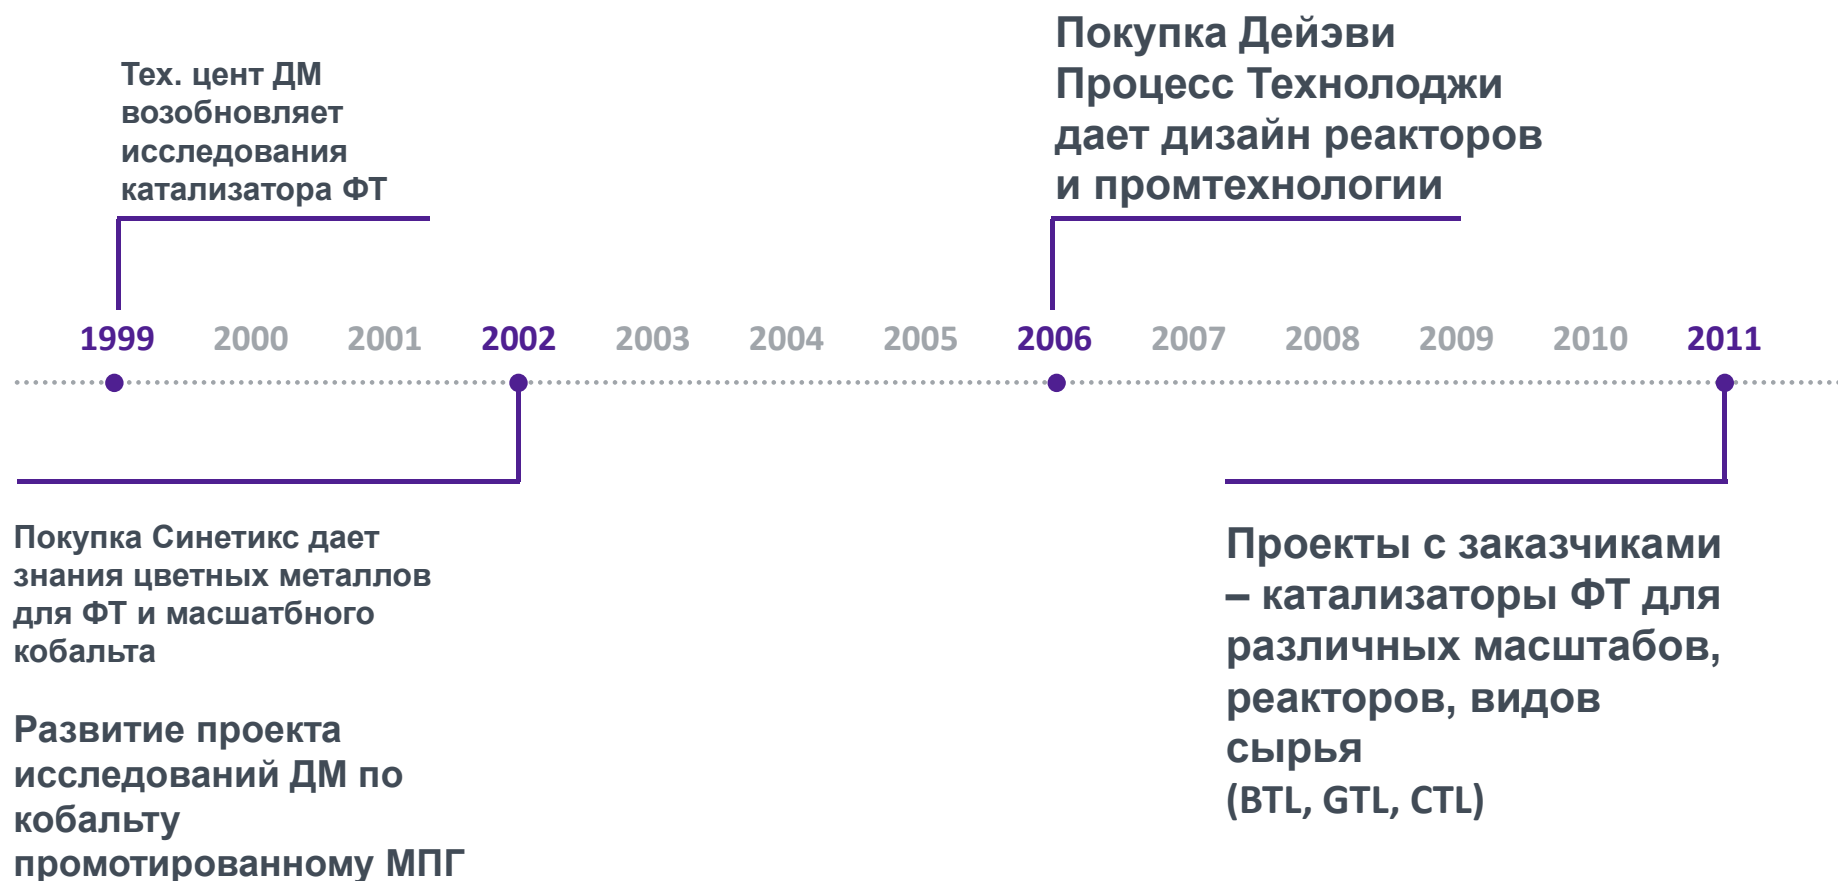 Тех. цент ДМ
возобновляет
исследования
катализатора ФТ
Покупка Дейэви
Процесс Технолоджи
дает дизайн реакторов
и промтехнологии
1999 2000 2001 2002 2003 2004 2005 2006 2007 2008 2009 2010 2011
Покупка Синетикс дает
знания цветных металлов
для ФТ и масшатбного
кобальта
Развитие проекта
исследований ДМ по
кобальту
промотированному МПГ
Проекты с заказчиками
– катализаторы ФТ для
различных масштабов,
реакторов, видов
сырья
(BTL, GTL, CTL)